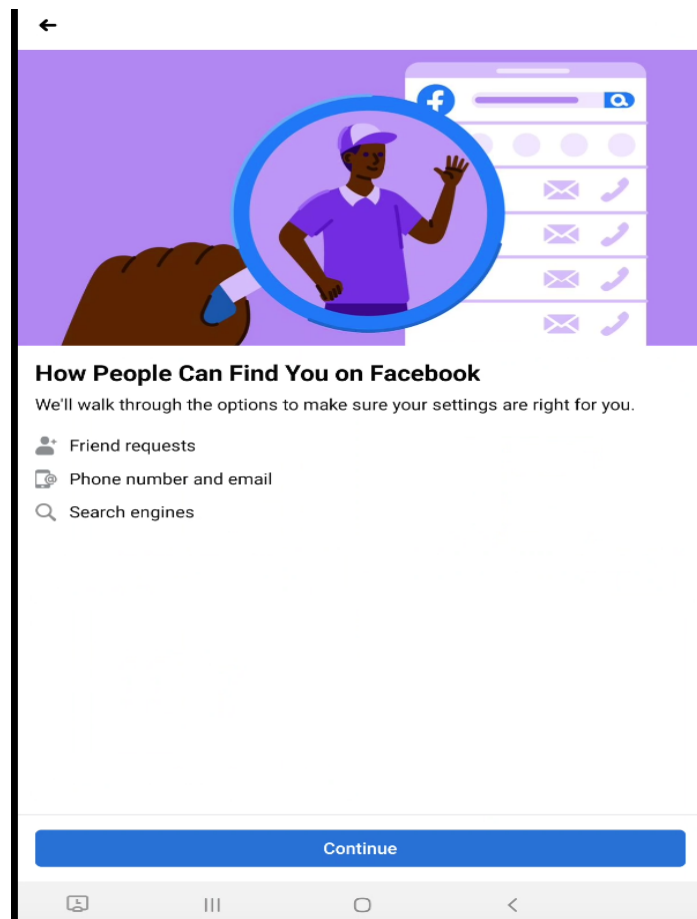 How People Can Find You on Facebook
We'll walk through the options to make sure your settings are right for you.
Friend requests
Phone number and email
Search engines
Continue